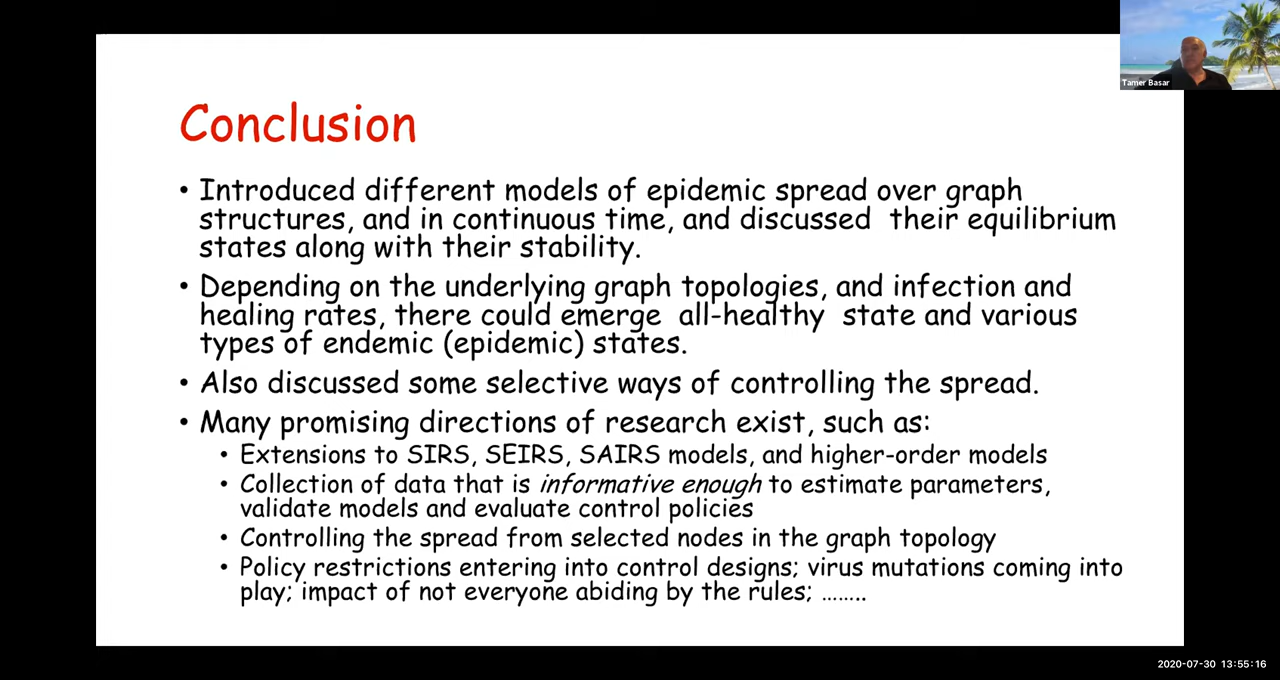 Tamer Basar
Conclusion
• Introduced different models of epidemic spread over graph
structures, and in continuous time, and discussed their equilibrium
states along with their stability.
• Depending on the underlying graph topologies, and infection and
healing rates, there could emerge all-healthy state and various
types of endemic (epidemic) states.
• Also discussed some selective ways of controlling the spread.
• Many promising directions of research exist, such as:
• Extensions to SIRS, SEIRS, SAIRS models, and higher-order models
• Collection of data that is informative enough to estimate parameters,
validate models and evaluate control policies
• Controlling the spread from selected nodes in the graph topology
• Policy restrictions entering into control designs; virus mutations coming into
play; impact of not everyone abiding by the rules; ........
2020-07-30 13:55:16